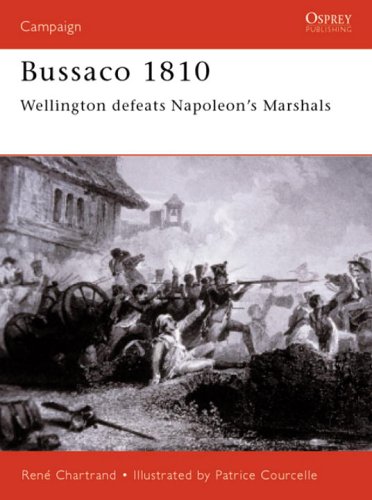 Campaign
OSPREY
PUBLISHING
Bussaco 1810
Wellington defeats Napoleon's Marshals
René Chartrand • Illustrated by Patrice Courcelle